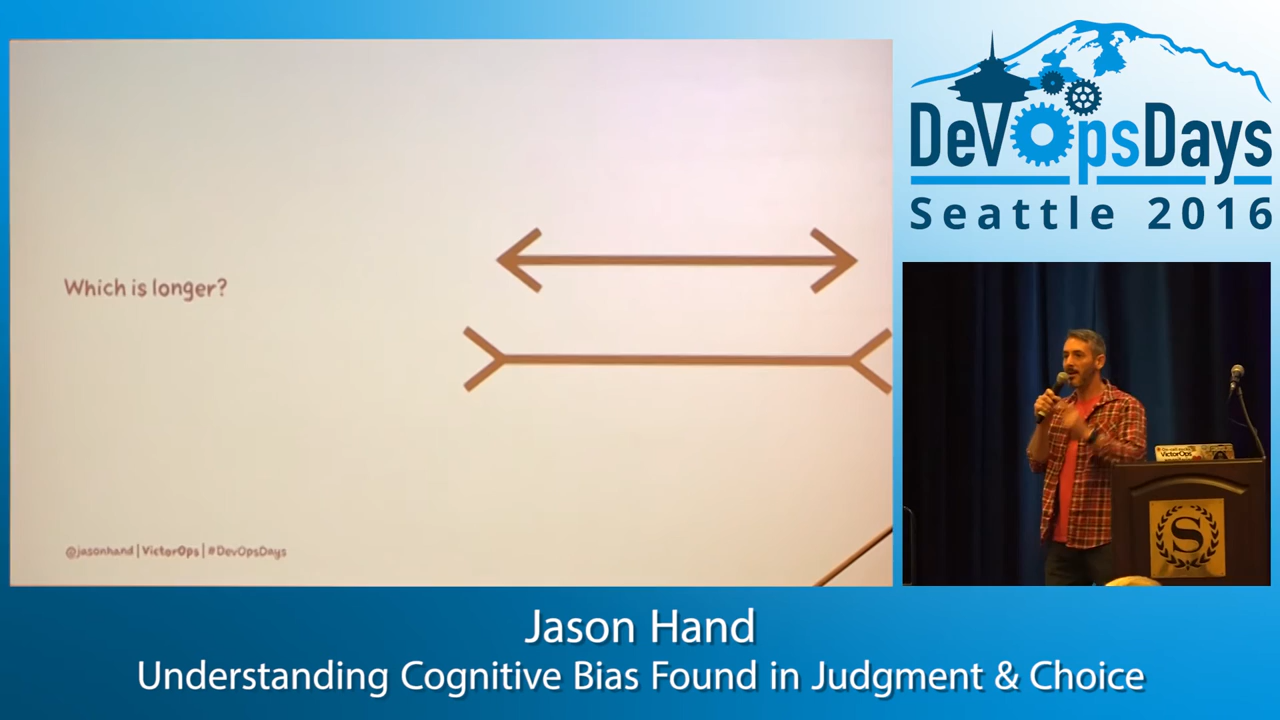 Which is longer?
@jasonhand | VictorOps | #DevOpsDays
DevOpsDays
Seattle 2016
VictorOps
S
Jason Hand
Understanding Cognitive Bias Found in Judgment & Choice